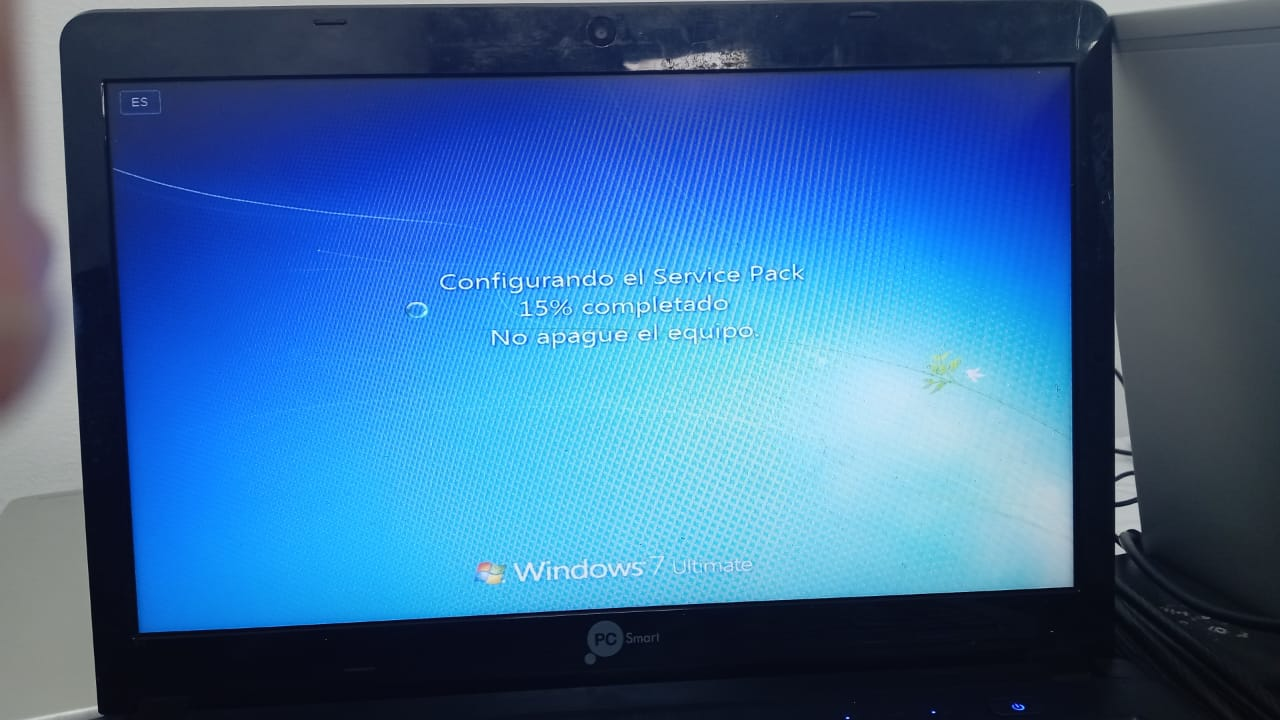 ES
Configurando el Service Pack
15% completado
No apague el equipo.
Windows 7 Ultimate
PC Smart